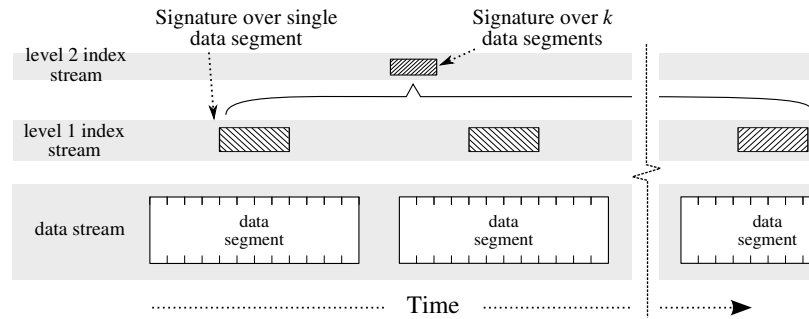 Signature over single
data segment
Signature over k
data segments
level 2 index
stream
level 1 index
stream
data stream
data
segment
data
segment
data
segment
Time